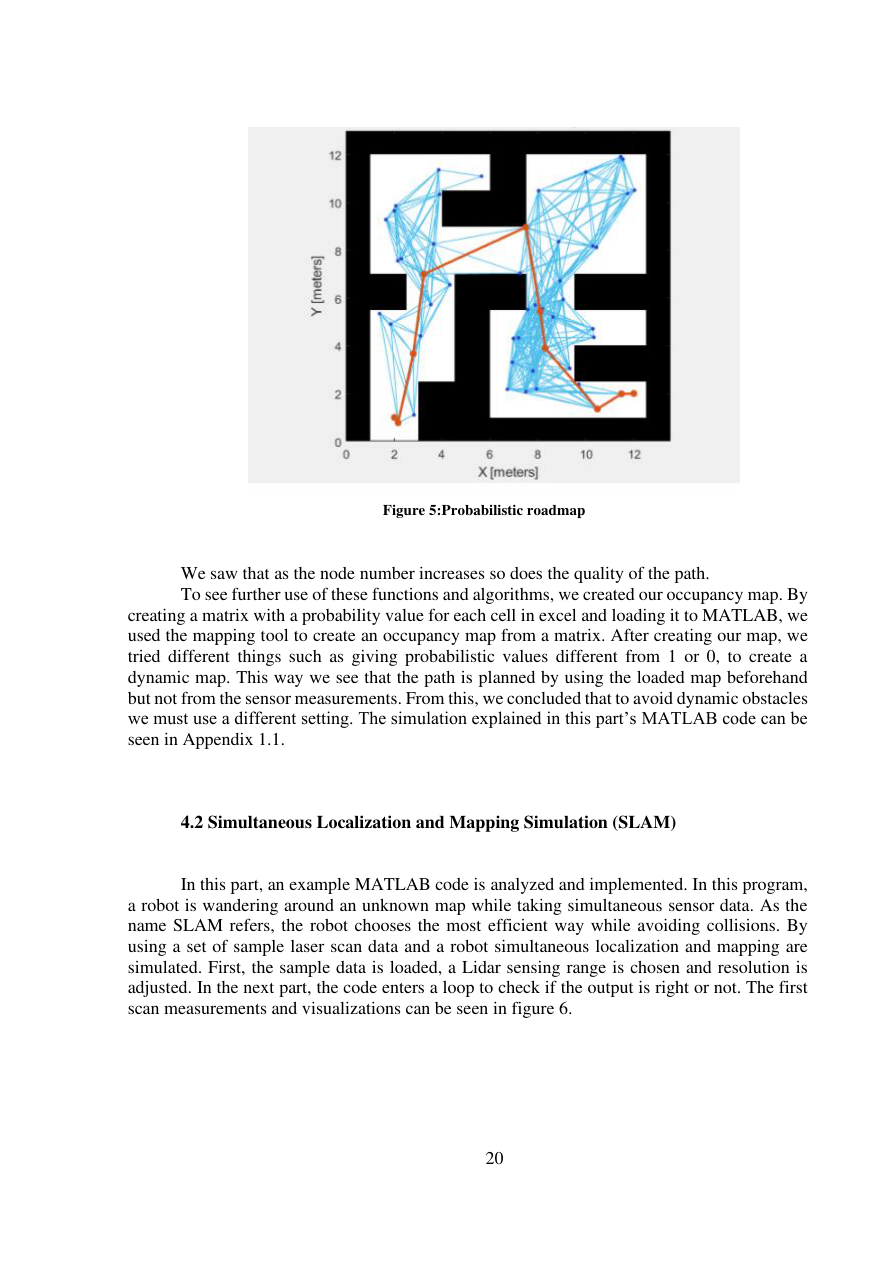 12
10
8
6
4
2
0
Y [meters]
0 2 4 6 8 10 12
X [meters]
Figure 5:Probabilistic roadmap
We saw that as the node number increases so does the quality of the path.
To see further use of these functions and algorithms, we created our occupancy map. By
creating a matrix with a probability value for each cell in excel and loading it to MATLAB, we
used the mapping tool to create an occupancy map from a matrix. After creating our map, we
tried different things such as giving probabilistic values different from 1 or 0, to create a
dynamic map. This way we see that the path is planned by using the loaded map beforehand
but not from the sensor measurements. From this, we concluded that to avoid dynamic obstacles
we must use a different setting. The simulation explained in this part’s MATLAB code can be
seen in Appendix 1.1.
4.2 Simultaneous Localization and Mapping Simulation (SLAM)
In this part, an example MATLAB code is analyzed and implemented. In this program,
a robot is wandering around an unknown map while taking simultaneous sensor data. As the
name SLAM refers, the robot chooses the most efficient way while avoiding collisions. By
using a set of sample laser scan data and a robot simultaneous localization and mapping are
simulated. First, the sample data is loaded, a Lidar sensing range is chosen and resolution is
adjusted. In the next part, the code enters a loop to check if the output is right or not. The first
scan measurements and visualizations can be seen in figure 6.
20